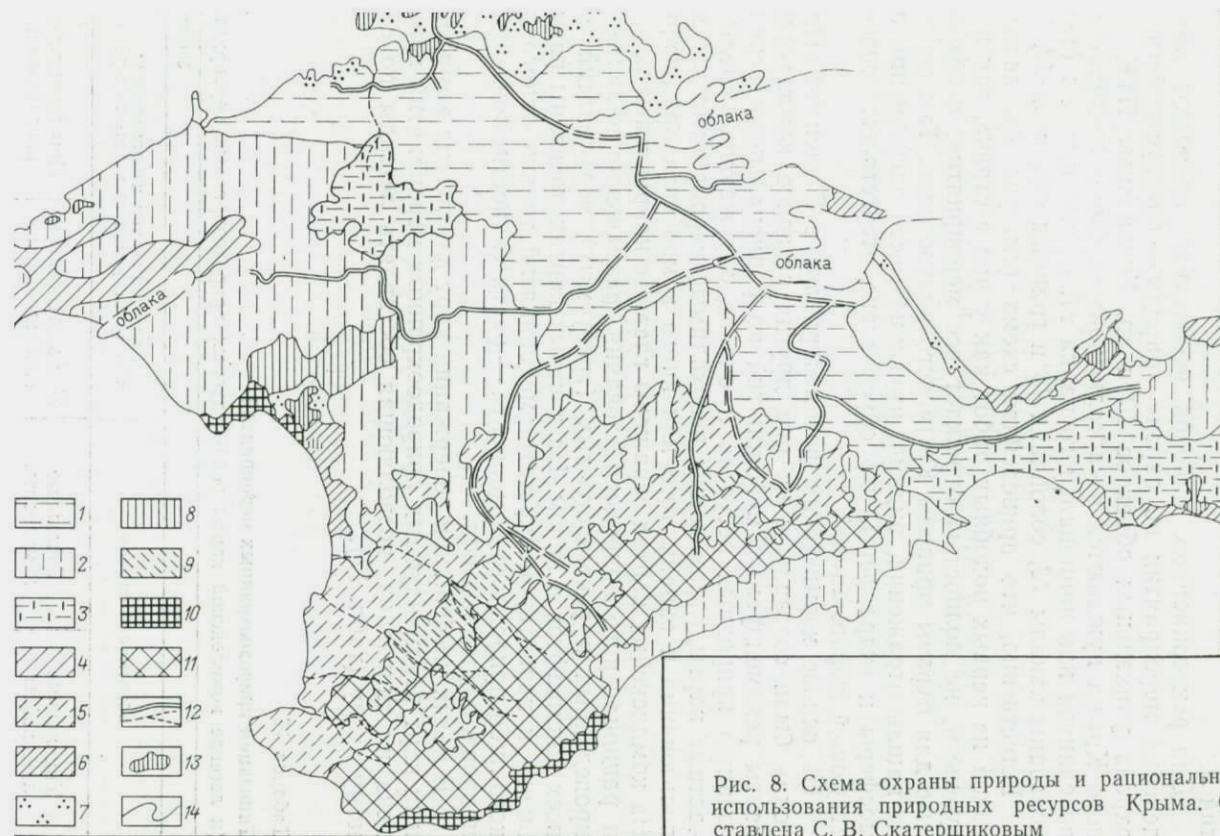 облака
облака
облака
1 8
2 9
3 10
4 11
5 12
6 13
7 14
Рис. 8. Схема охраны природы и рациональн
использования природных ресурсов Крыма.
ставлена С. В. Скатерщиковым